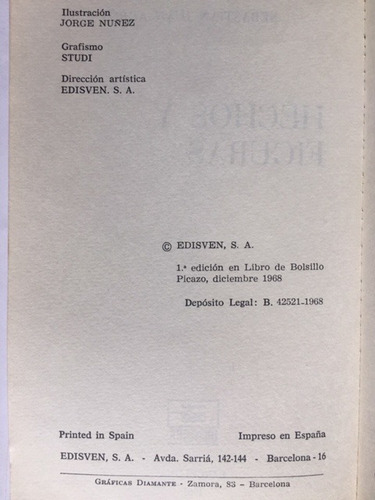 Ilustración
JORGE NUÑEZ
Grafismo
STUDI
Dirección artística
EDISVEN. S. A.
HECHOS Y
FIGURAS
© EDISVEN, S. A.
1.ª edición en Libro de Bolsillo
Picazo, diciembre 1968
Depósito Legal: B. 42521-1968
Printed in Spain Impreso en España
EDISVEN, S. A. - Avda. Sarriá, 142-144 - Barcelona - 16
GRÁFICAS DIAMANTE - Zamora, 83 - Barcelona